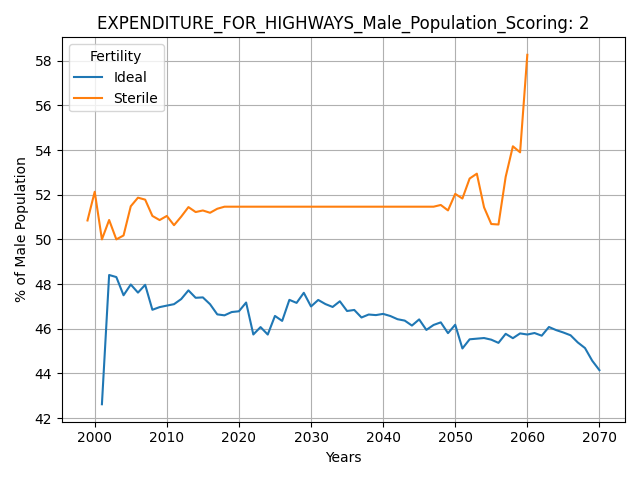 EXPENDITURE_FOR_HIGHWAYS_Male_Population_Scoring: 2
Fertility
Ideal
Sterile
% of Male Population
58
56
54
52
50
48
46
44
42
2000 2010 2020 2030 2040 2050 2060 2070
Years